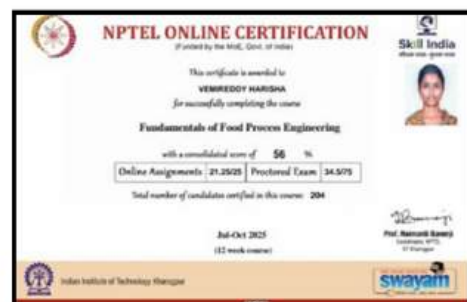 NPTEL ONLINE CERTIFICATION
(Funded by the MoE, Govt. of India)
Skill India
This certificate is awarded to
VEMIREDDY HARISHA
for successfully completing the course
Fundamentals of Food Process Engineering
with a consolidated score of 56 %
Online Assignments 21.25/25 Proctored Exam 34.5/75
Total number of candidates certified in this course: 204
Jul-Oct 2025
(12 week course)
Indian Institute of Technology Kharagpur
swayam